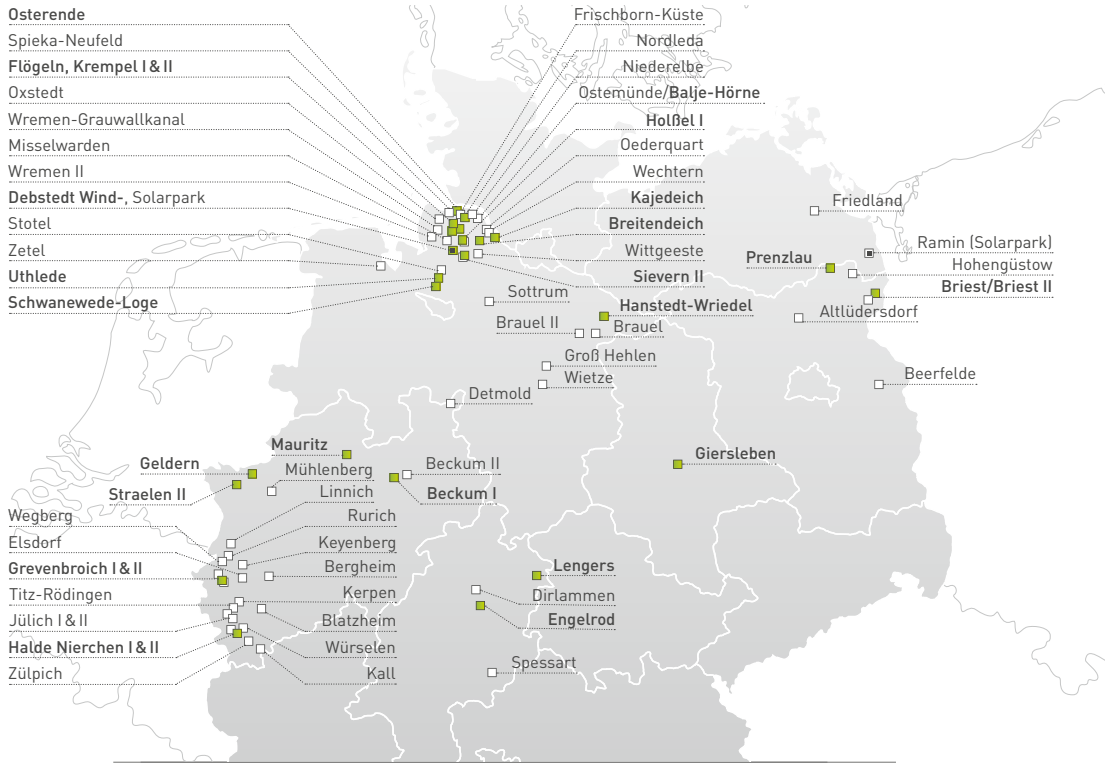 Osterende
Spieka-Neufeld
Flögeln, Krempel I & II
Oxstedt
Wremen-Grauwallkanal
Misselwarden
Wremen II
Debstedt Wind-, Solarpark
Stotel
Zetel
Uthlede
Schwanewede-Loge
Frischborn-Küste
Nordleda
Niederelbe
Ostemünde/Balje-Hörne
Holßel I
Oederquart
Wechtern
Kajedeich
Breitendeich
Wittgeeste
Sievern II
Friedland
Ramin (Solarpark)
Prenzlau
Hohengüstow
Briest/Briest II
Altlüdersdorf
Beerfelde
Sottrum
Hanstedt-Wriedel
Brauel II
Brauel
Groß Hehlen
Wietze
Detmold
Mauritz
Geldern
Mühlenberg
Straelen II
Beckum II
Beckum I
Giersleben
Linnich
Wegberg
Rurich
Elsdorf
Keyenberg
Grevenbroich I & II
Bergheim
Titz-Rödingen
Kerpen
Jülich I & II
Blatzheim
Halde Nierchen I & II
Würselen
Zülpich
Kall
Lengers
Dirlammen
Engelrod
Spessart